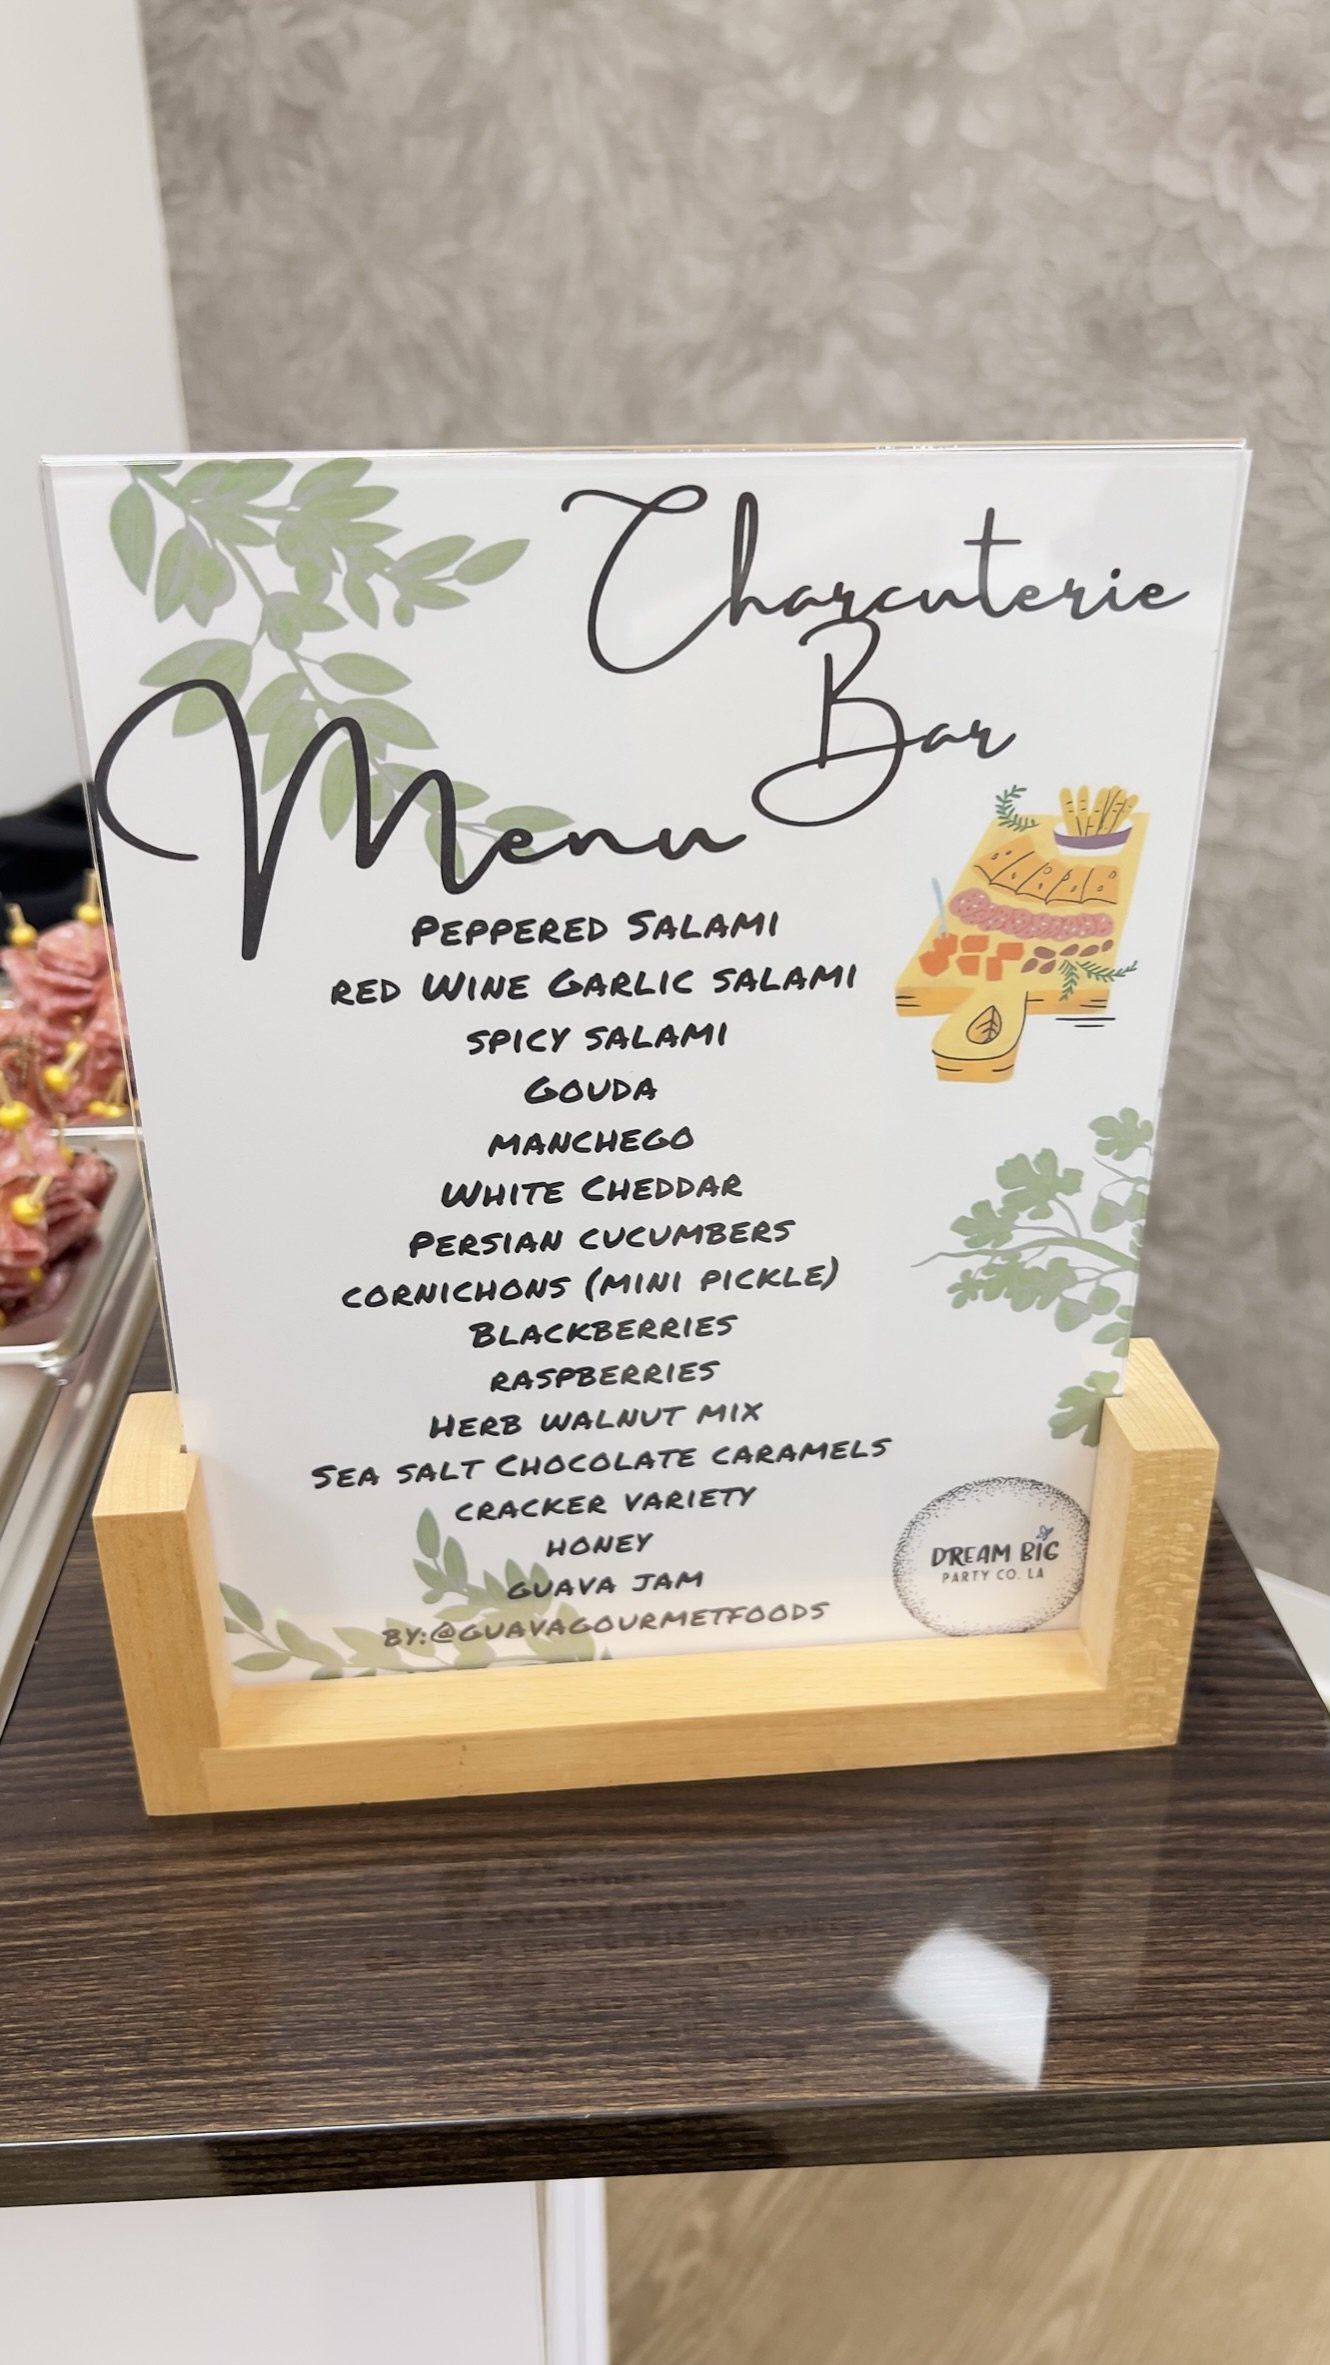 Charcuterie
Bar
Menu
Peppered Salami
red Wine Garlic salami
spicy salami
Gouda
manchego
White Cheddar
Persian cucumbers
cornichons (mini pickle)
Blackberries
raspberries
Herb walnut mix
Sea salt Chocolate caramels
cracker variety
honey
guava jam
by:@guavagourmetfoods
DREAM BIG
PARTY CO. LA